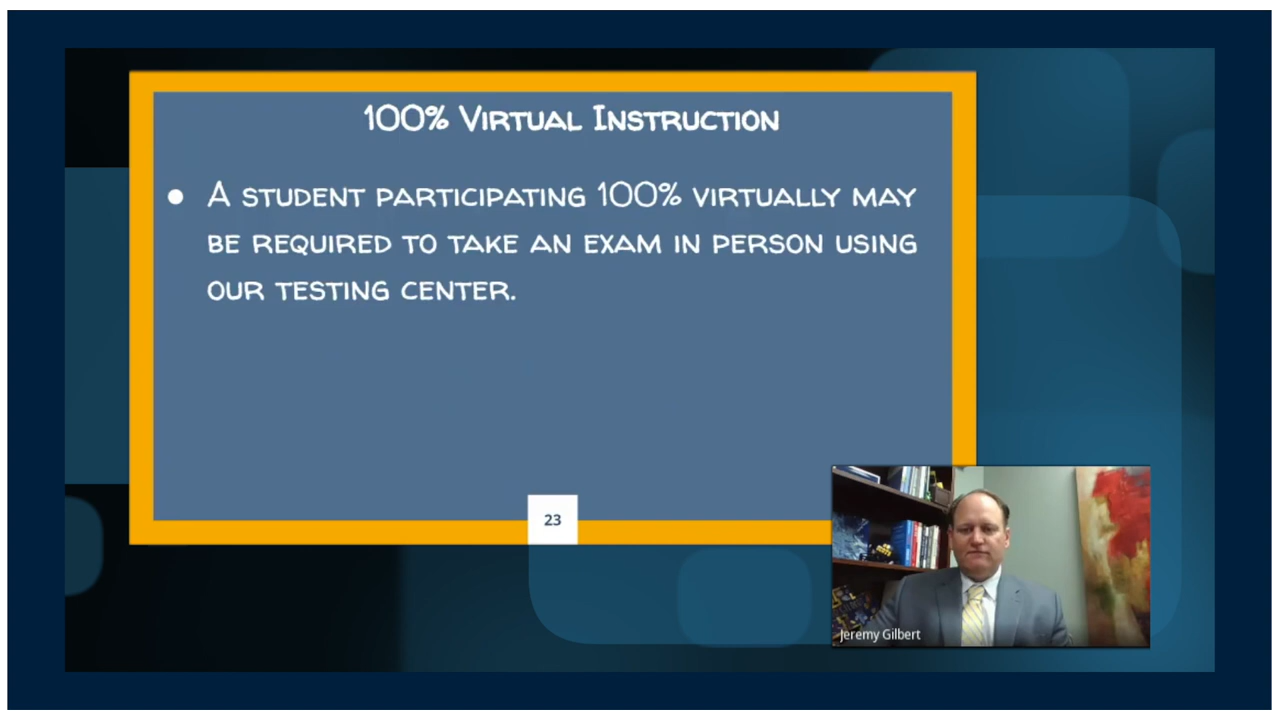 100% Virtual Instruction
● A student participating 100% virtually may
be required to take an exam in person using
our testing center.
23
Jeremy Gilbert